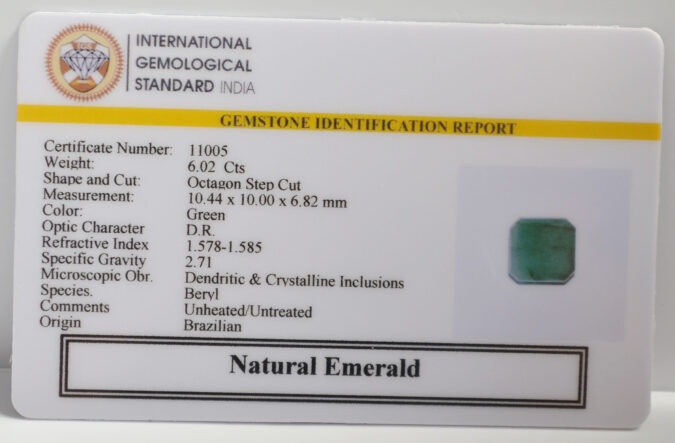 IGS
INTERNATIONAL
GEMOLOGICAL
STANDARD INDIA
GEMSTONE IDENTIFICATION REPORT
Certificate Number: 11005
Weight: 6.02 Cts
Shape and Cut: Octagon Step Cut
Measurement: 10.44 x 10.00 x 6.82 mm
Color: Green
Optic Character D.R.
Refractive Index 1.578-1.585
Specific Gravity 2.71
Microscopic Obr. Dendritic & Crystalline Inclusions
Species. Beryl
Comments Unheated/Untreated
Origin Brazilian
Natural Emerald